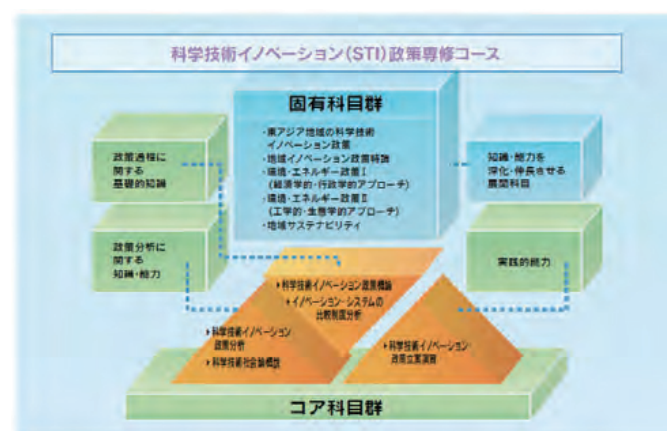 科学技術イノベーション(STI)政策専修コース
固有科目群
・東アジア地域の科学技術
イノベーション政策
・地域イノベーション政策特論
・環境・エネルギー政策Ⅰ
(経済学的・行政学的アプローチ)
・環境・エネルギー政策Ⅱ
(工学的・生態学的アプローチ)
・地域サステナビリティ
政策過程に
関する
基礎的知識
知識・能力を
深化・伸長させる
展開科目
政策分析に
関する
知識・能力
実践的能力
科学技術イノベーション政策概論
イノベーション・システムの
比較制度分析
科学技術イノベーション
政策分析
科学技術社会論概説
科学技術イノベーション
政策立案演習
コア科目群